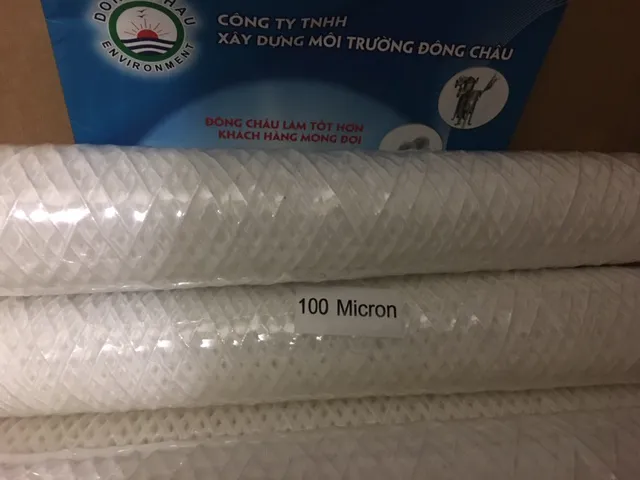 ENVIRONMENT
CÔNG TY TNHH
XÂY DỰNG MÔI TRƯỜNG ĐÔNG CHÂU
ĐÔNG CHÂU LÀM TỐT HƠN
KHÁCH HÀNG MONG ĐỢI
100 Micron